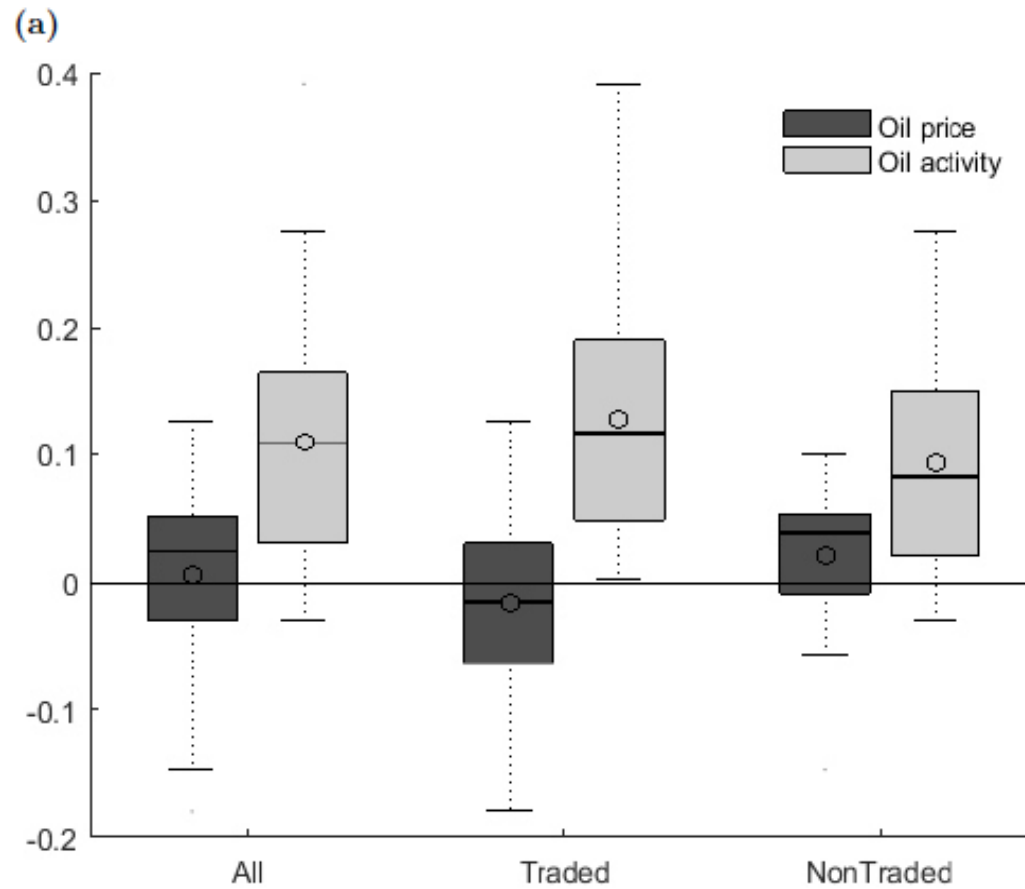 (a)
0.4
0.3
0.2
0.1
0
-0.1
-0.2
Oil price
Oil activity
All
Traded
NonTraded